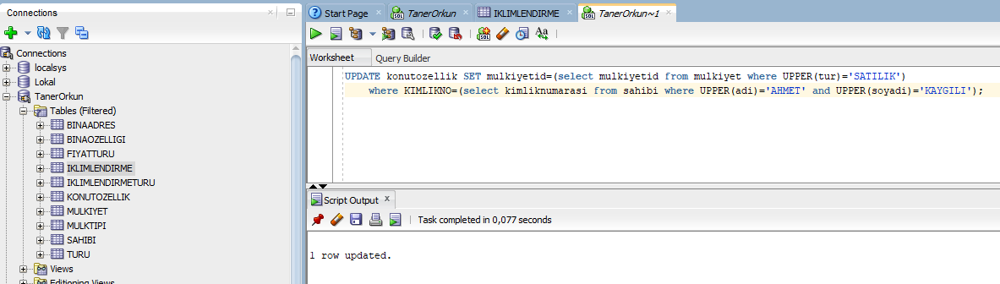 Connections
Connections
localsys
Lokal
TanerOrkun
Tables (Filtered)
BINAADRES
BINAOZELLIGI
FIYATTURU
IKLIMLENDIRME
IKLIMLENDIRMETURU
KONUTOZELLIK
MULKIYET
MULKTIPI
SAHIBI
TURU
Views
Editioning Views
Start Page
TanerOrkun
IKLIMLENDIRME
TanerOrkun~1
Worksheet
Query Builder
UPDATE konutozellik SET mulkiyetid=(select mulkiyetid from mulkiyet where UPPER(tur)='SATILIK')
where KIMLIKNO=(select kimliknumarasi from sahibi where UPPER(adi)='AHMET' and UPPER(soyadi)='KAYGILI');
Script Output
Task completed in 0,077 seconds
1 row updated.